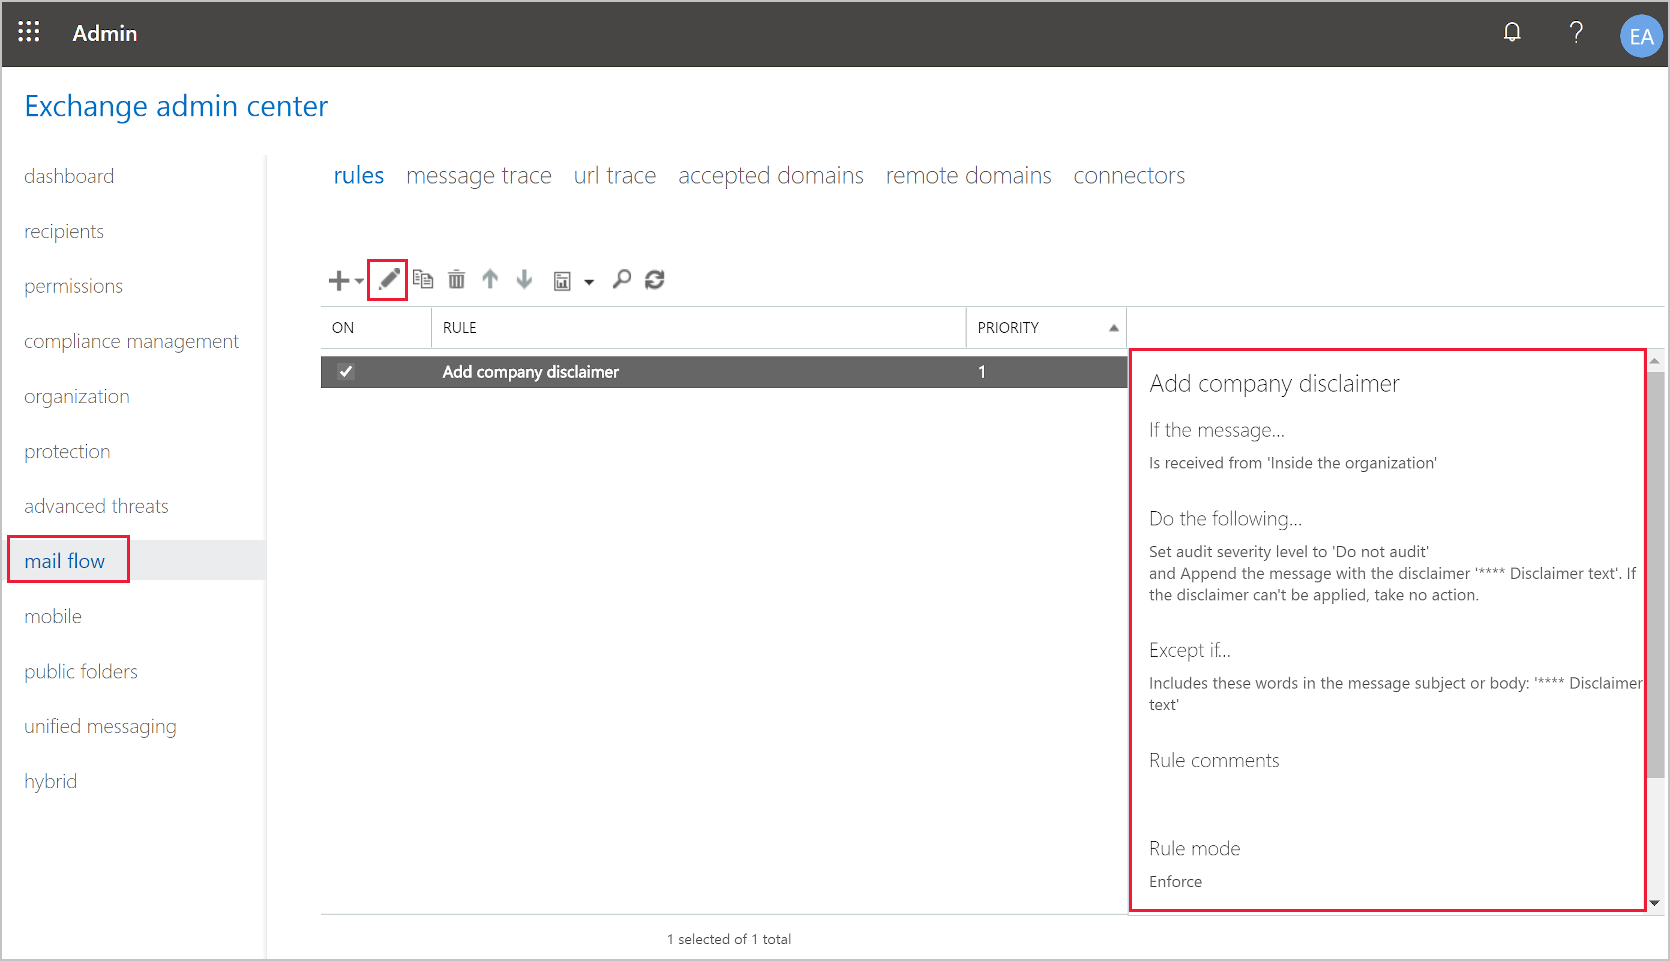 Admin
?
EA
Exchange admin center
dashboard
recipients
permissions
compliance management
organization
protection
advanced threats
mail flow
mobile
public folders
unified messaging
hybrid
rules message trace url trace accepted domains remote domains connectors
ON RULE PRIORITY
Add company disclaimer 1
Add company disclaimer
If the message...
Is received from 'Inside the organization'
Do the following...
Set audit severity level to 'Do not audit'
and Append the message with the disclaimer '**** Disclaimer text'. If
the disclaimer can't be applied, take no action.
Except if...
Includes these words in the message subject or body: '**** Disclaimer
text'
Rule comments
Rule mode
Enforce
1 selected of 1 total